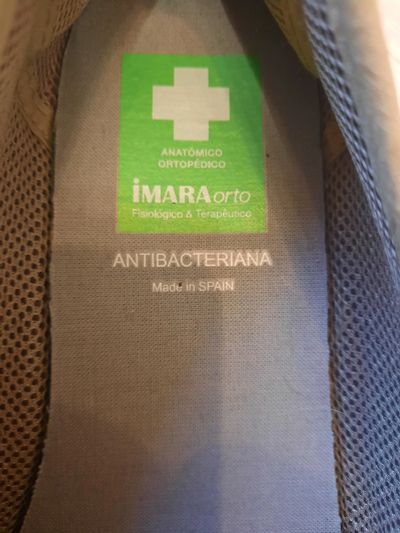 ANATÓMICO
ORTOPÉDICO
iMARAorto
Fisiológico & Terapéutico
ANTIBACTERIANA
Made in SPAIN